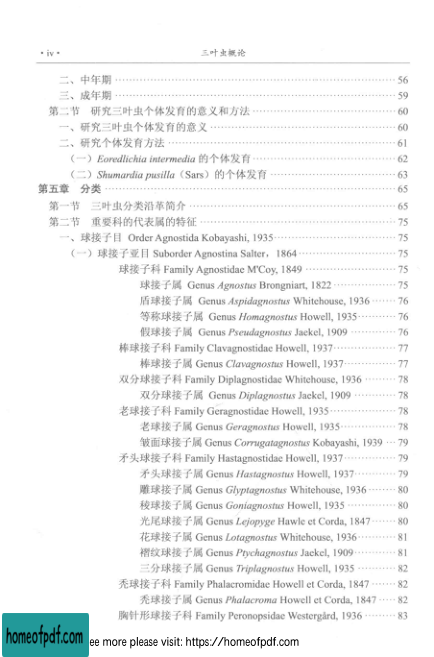 · iv · 三叶虫概论
二、中年期 ……………………………………… 56
三、成年期 ……………………………………… 59
第二节 研究三叶虫个体发育的意义和方法 ……………………… 60
一、研究三叶虫个体发育的意义 ……………………… 60
二、研究个体发育方法 ……………………… 61
（一）Eoredlichia intermedia 的个体发育 ……………………… 62
（二）Shumardia pusilla（Sars）的个体发育 ……………………… 63
第五章 分类 ……………………………………… 65
第一节 三叶虫分类沿革简介 ……………………… 65
第二节 重要科的代表属的特征 ……………………… 75
一、球接子目 Order Agnostida Kobayashi, 1935 ……………… 75
（一）球接子亚目 Suborder Agnostina Salter，1864 ……………… 75
球接子科 Family Agnostidae M'Coy, 1849 ……………… 75
球接子属 Genus Agnostus Brongniart, 1822 ………… 75
盾球接子属 Genus Aspidagnostus Whitehouse, 1936 …… 76
等称球接子属 Genus Homagnostus Howell, 1935 ……… 76
假球接子属 Genus Pseudagnostus Jaekel, 1909 ……… 76
棒球接子科 Family Clavagnostidae Howell, 1937 ………… 77
棒球接子属 Genus Clavagnostus Howell, 1937 ………… 77
双分球接子科 Family Diplagnostidae Whitehouse, 1936 ……… 78
双分球接子属 Genus Diplagnostus Jaekel, 1909 ……… 78
老球接子科 Family Geragnostidae Howell, 1935 ………… 78
老球接子属 Genus Geragnostus Howell, 1935 ………… 78
皱面球接子属 Genus Corrugatagnostus Kobayashi, 1939 … 79
矛头球接子科 Family Hastagnostidae Howell, 1937 ………… 79
矛头球接子属 Genus Hastagnostus Howell, 1937 ……… 79
雕球接子属 Genus Glyptagnostus Whitehouse, 1936 ……… 80
棱球接子属 Genus Goniagnostus Howell, 1935 ………… 80
光尾球接子属 Genus Lejopyge Hawle et Corda, 1847 …… 80
花球接子属 Genus Lotagnostus Whitehouse, 1936 ……… 81
褶纹球接子属 Genus Ptychagnostus Jaekel, 1909 ……… 81
三分球接子属 Genus Triplagnostus Howell, 1935 ……… 82
秃球接子科 Family Phalacromidae Howell et Corda, 1847 …… 82
秃球接子属 Genus Phalacroma Howell et Corda, 1847 …… 82
胸针形球接子科 Family Peronopsidae Westergård, 1936 ……… 83
homeofpdf.com
ee more please visit: https://homeofpdf.com